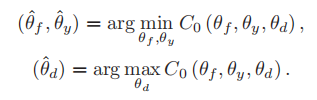 (θ̂_f, θ̂_y) = arg min_{θ_f,θ_y} C_0 (θ_f, θ_y, θ_d) ,
(θ̂_d) = arg max_{θ_d} C_0 (θ_f, θ_y, θ_d) .